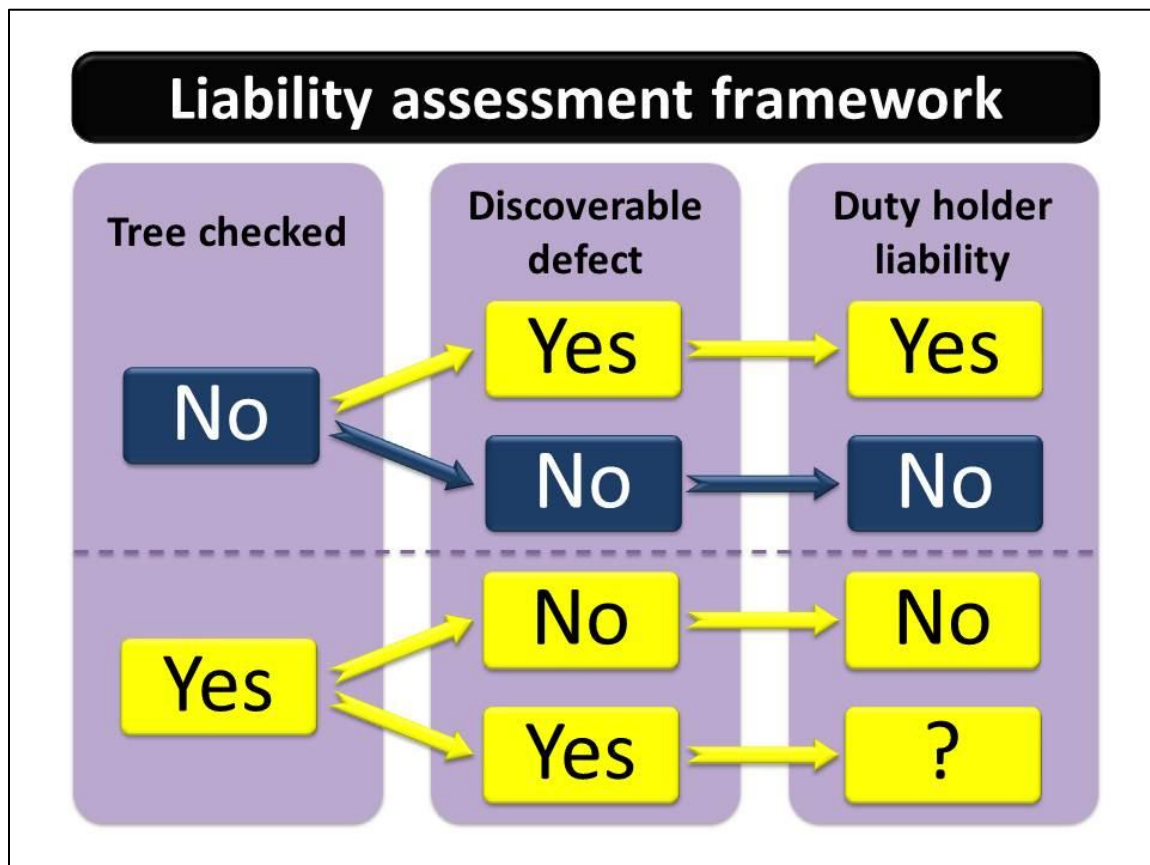 Liability assessment framework
Tree checked
Discoverable
defect
Duty holder
liability
No
Yes
Yes
No
No
Yes
No
No
Yes
?